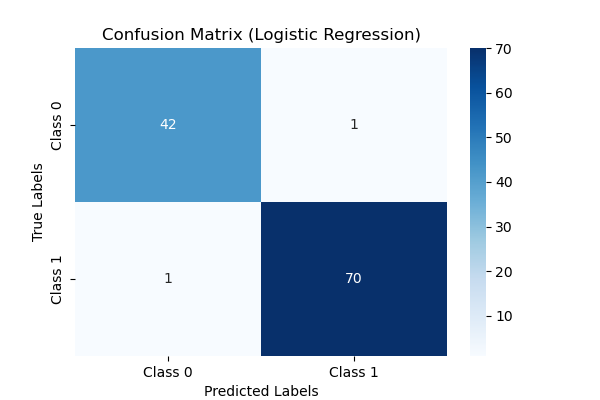 Confusion Matrix (Logistic Regression)
True Labels
Class 0
42 1
Class 1
1 70
Class 0 Class 1
Predicted Labels
70
60
50
40
30
20
10